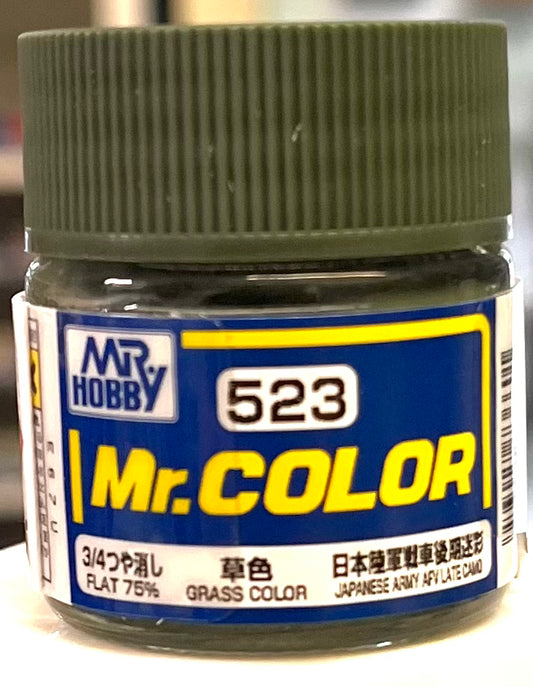 MR.
HOBBY
523
Mr.COLOR
3/4つや消し
FLAT 75%
草色
GRASS COLOR
日本陸軍戦車後期迷彩
JAPANESE ARMY AFV LATE CAMO